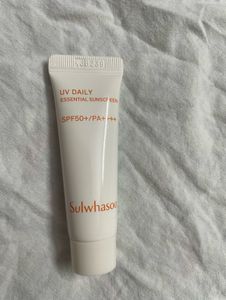 UV DAILY
ESSENTIAL SUNSCREEN
SPF50+/PA++++
Sulwhasoo